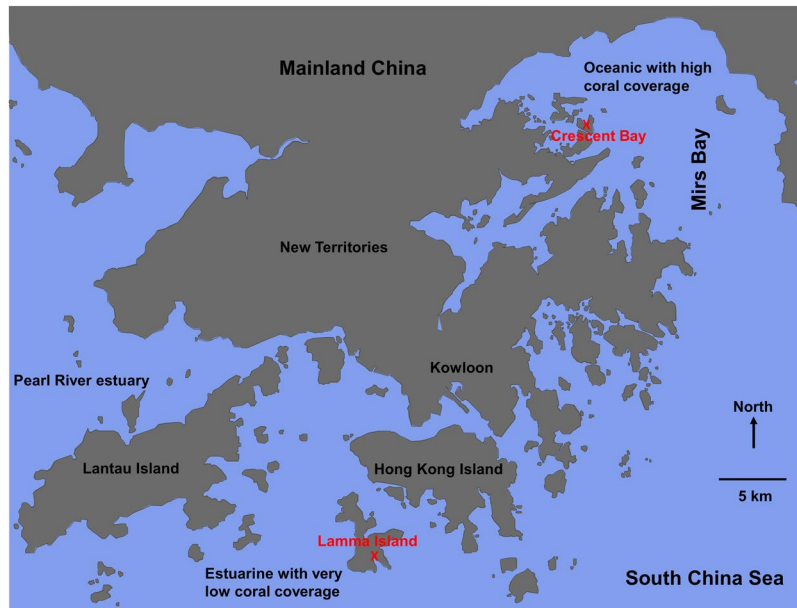 Mainland China
Oceanic with high
coral coverage
x
Crescent Bay
Mirs Bay
New Territories
Kowloon
Pearl River estuary
North
Lantau Island
Hong Kong Island
5 km
Lamma Island
x
Estuarine with very
low coral coverage
South China Sea